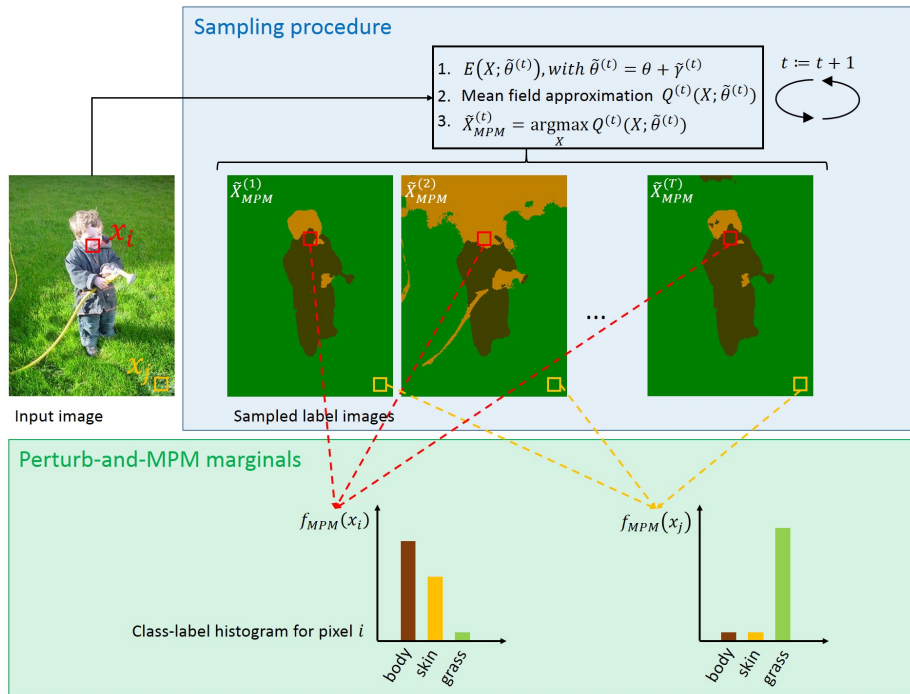 Sampling procedure
1. E(X; θ̃^(t)), with θ̃^(t) = θ + γ̃^(t)
2. Mean field approximation Q^(t)(X; θ̃^(t))
3. X̃_MPM^(t) = argmax_X Q^(t)(X; θ̃^(t))
t ≔ t + 1
X̃_MPM^(1)
X̃_MPM^(2)
X̃_MPM^(T)
x_i
...
x_j
Input image
Sampled label images
Perturb-and-MPM marginals
f_MPM(x_i)
f_MPM(x_j)
Class-label histogram for pixel i
body
skin
grass
body
skin
grass